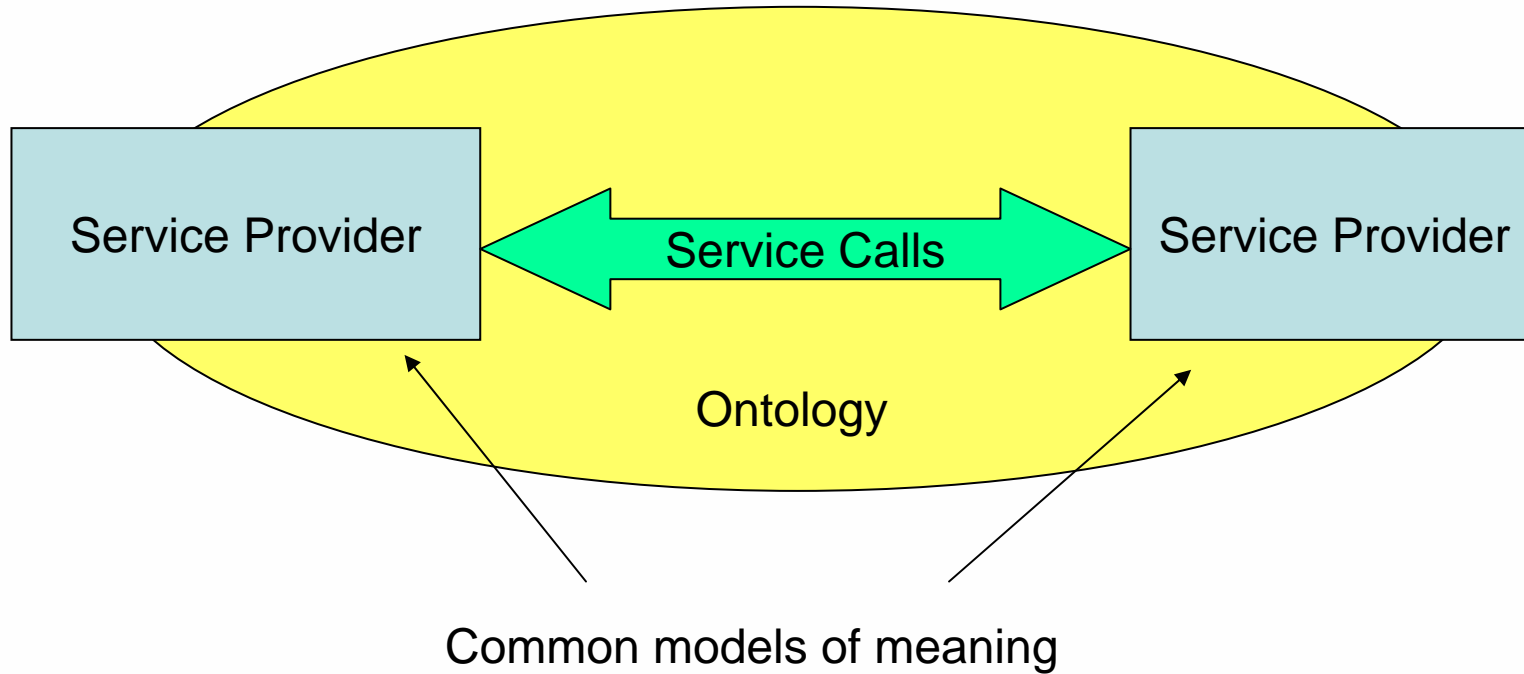 Service Provider
Service Calls
Service Provider
Ontology
Common models of meaning